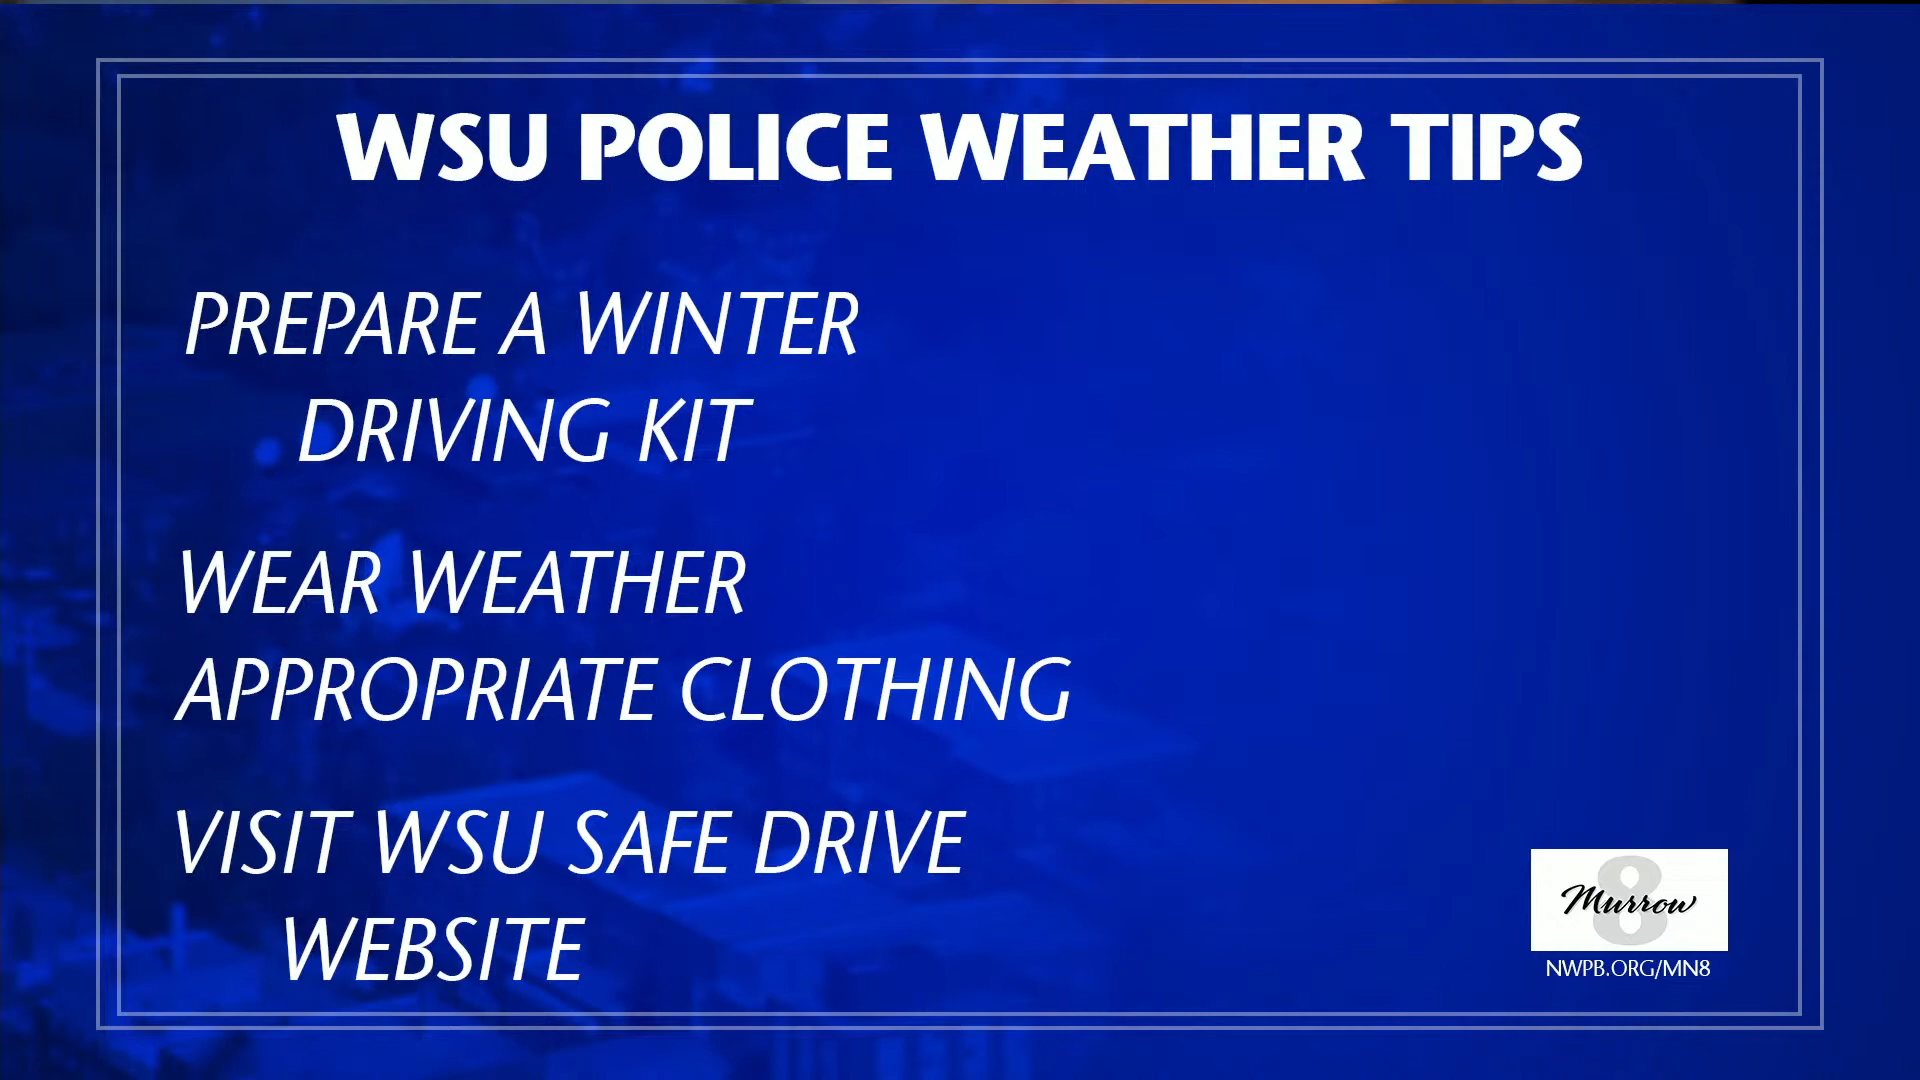 WSU POLICE WEATHER TIPS
PREPARE A WINTER
DRIVING KIT
WEAR WEATHER
APPROPRIATE CLOTHING
VISIT WSU SAFE DRIVE
WEBSITE
8
Murrow
NWPB.ORG/MN8